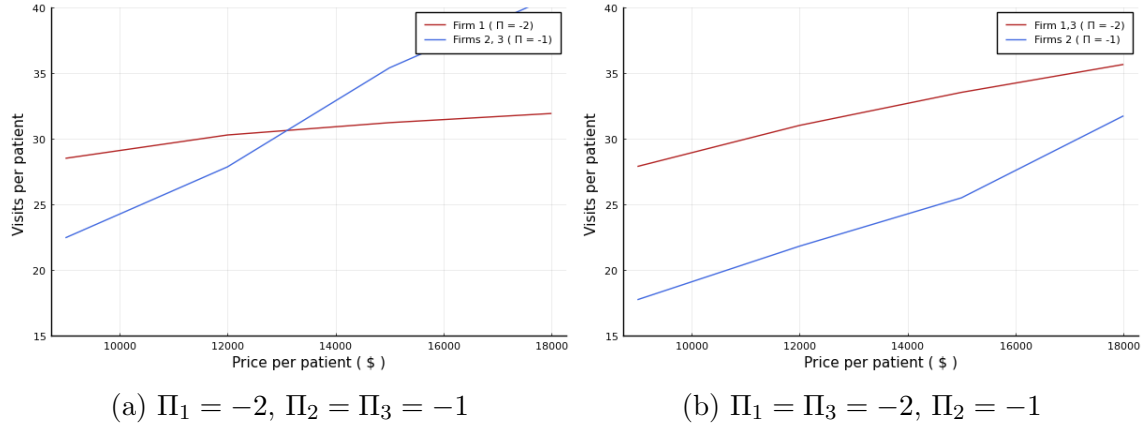 40
35
30
25
20
15
Visits per patient
Firm 1 ( Π = -2)
Firms 2, 3 ( Π = -1)
10000 12000 14000 16000 18000
Price per patient ( $ )
(a) Π₁ = −2, Π₂ = Π₃ = −1
40
35
30
25
20
15
Visits per patient
Firm 1,3 ( Π = -2)
Firms 2 ( Π = -1)
10000 12000 14000 16000 18000
Price per patient ( $ )
(b) Π₁ = Π₃ = −2, Π₂ = −1